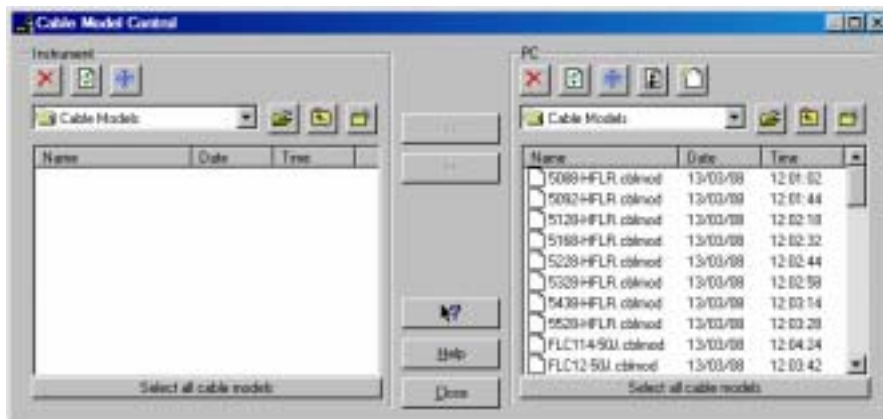 Cable Model Control
Instrument
Cable Models
Name Date Time
Select all cable models
Help
Close
PC
Cable Models
Name Date Time
5088-HFLR.cblmod 13/03/08 12:01:02
5092-HFLR.cblmod 13/03/08 12:01:44
5128-HFLR.cblmod 13/03/08 12:02:18
5168-HFLR.cblmod 13/03/08 12:02:32
5228-HFLR.cblmod 13/03/08 12:02:44
5328-HFLR.cblmod 13/03/08 12:02:58
5438-HFLR.cblmod 13/03/08 12:03:14
5528-HFLR.cblmod 13/03/08 12:03:28
FLC114-50J.cblmod 13/03/08 12:04:24
FLC12-50J.cblmod 13/03/08 12:03:42
Select all cable models